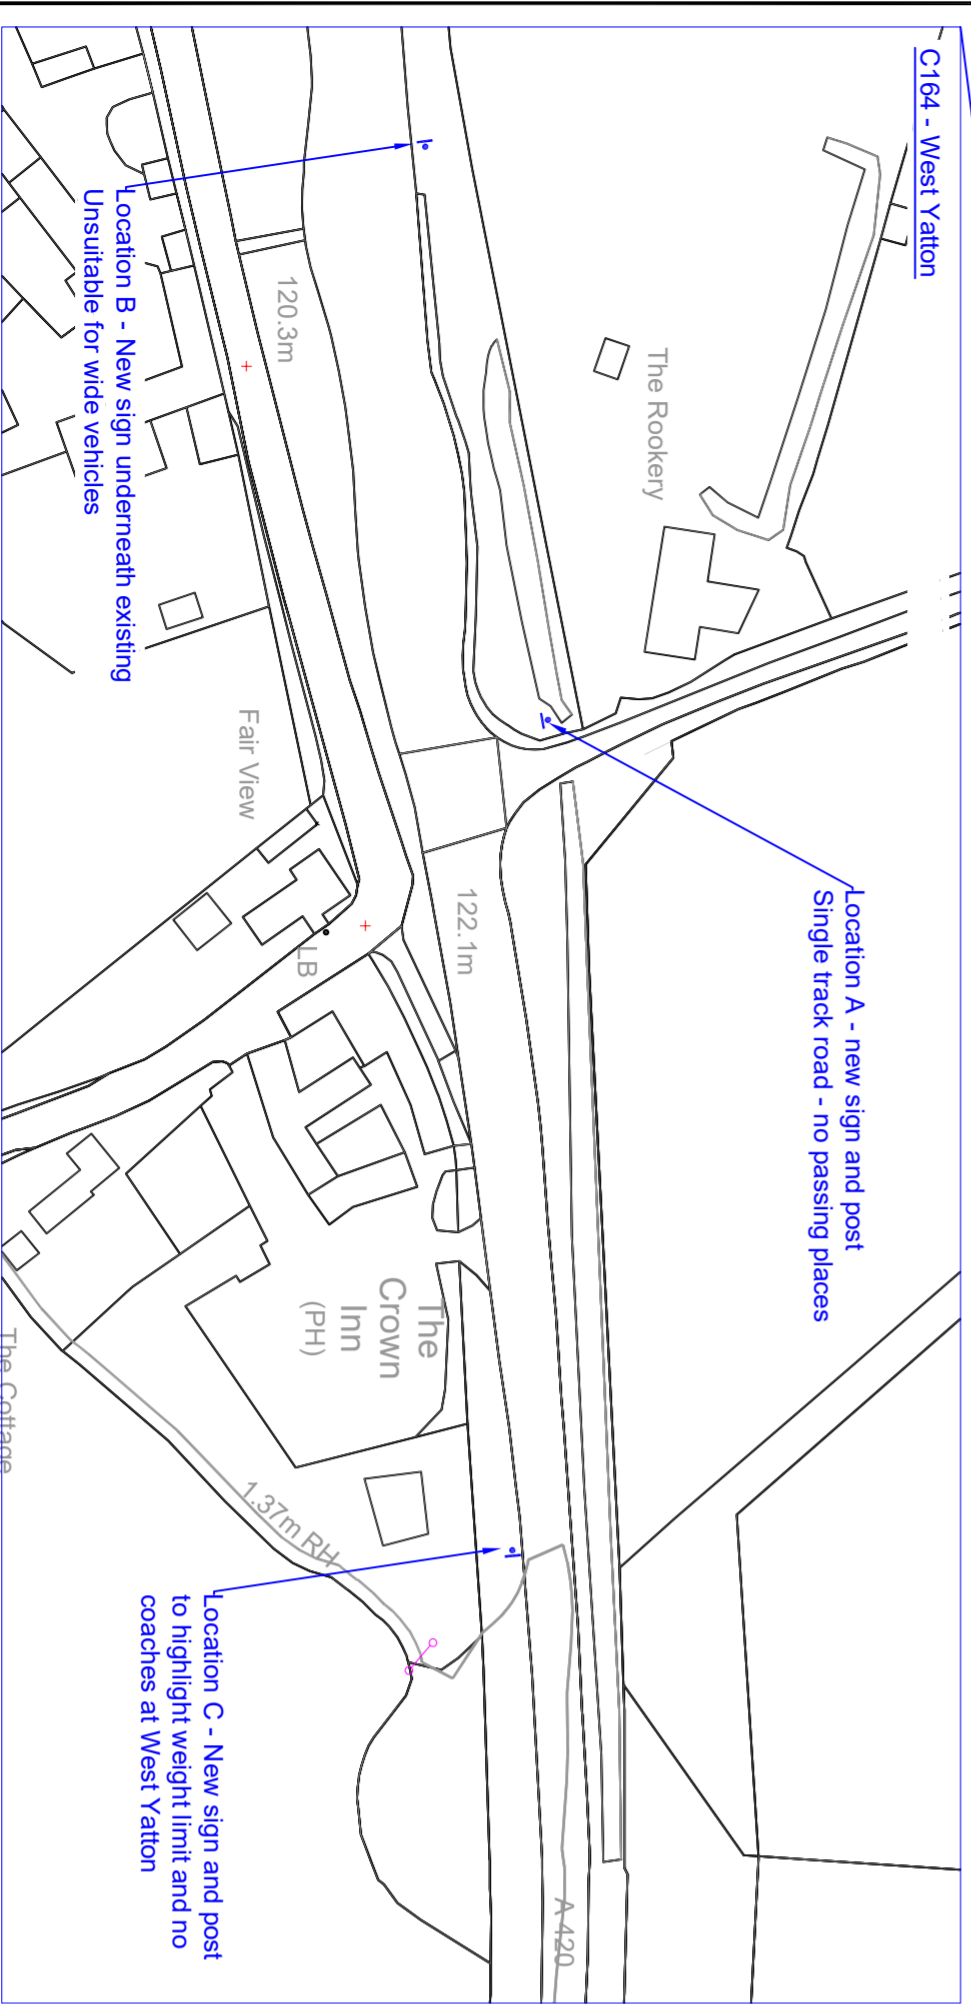 C164 - West Yatton
The Rookery
Location A - new sign and post
Single track road - no passing places
120.3m
Location B - New sign underneath existing
Unsuitable for wide vehicles
Fair View
LB
122.1m
The
Crown
Inn
(PH)
1.37m RH
A 420
Location C - New sign and post
to highlight weight limit and no
coaches at West Yatton
The Cottage